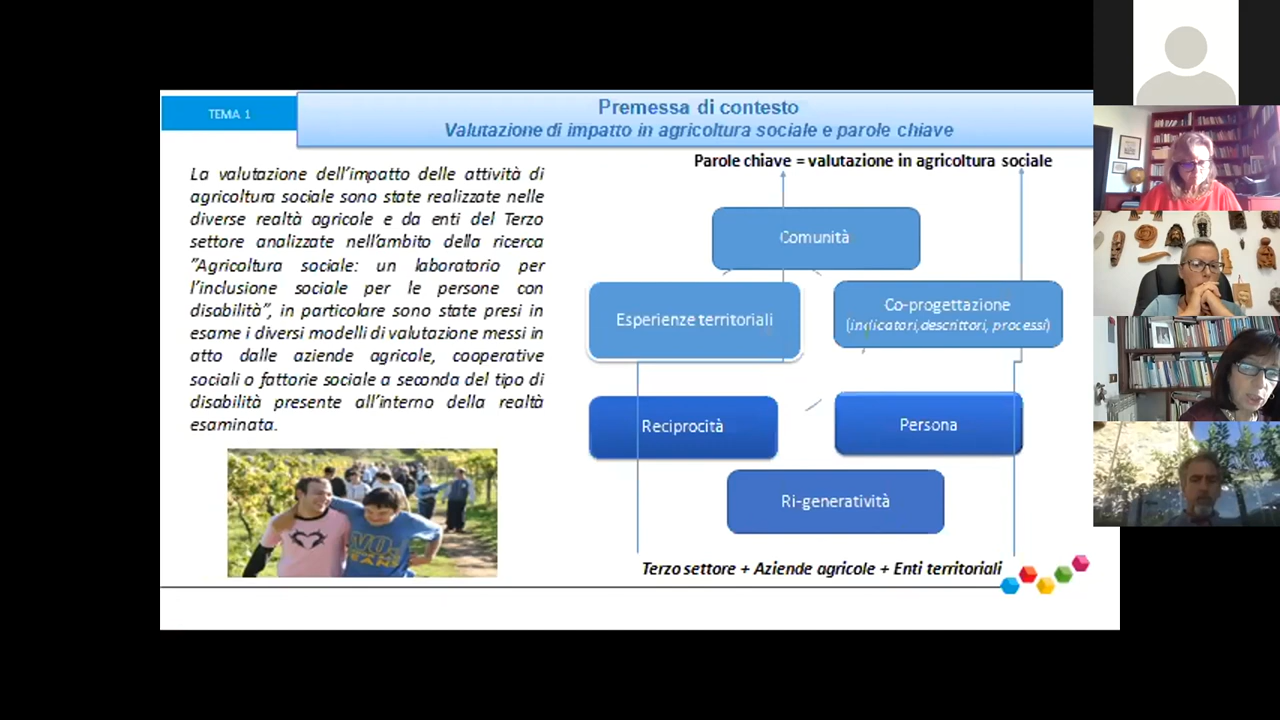 TEMA 1
Premessa di contesto
Valutazione di impatto in agricoltura sociale e parole chiave
La valutazione dell'impatto delle attività di
agricoltura sociale sono state realizzate nelle
diverse realtà agricole e da enti del Terzo
settore analizzate nell'ambito della ricerca
"Agricoltura sociale: un laboratorio per
l'inclusione sociale per le persone con
disabilità", in particolare sono state presi in
esame i diversi modelli di valutazione messi in
atto dalle aziende agricole, cooperative
sociali o fattorie sociale a seconda del tipo di
disabilità presente all'interno della realtà
esaminata.
Parole chiave = valutazione in agricoltura sociale
Comunità
Esperienze territoriali
Co-progettazione
(indicatori, descrittori, processi)
Reciprocità
Persona
Ri-generatività
Terzo settore + Aziende agricole + Enti territoriali